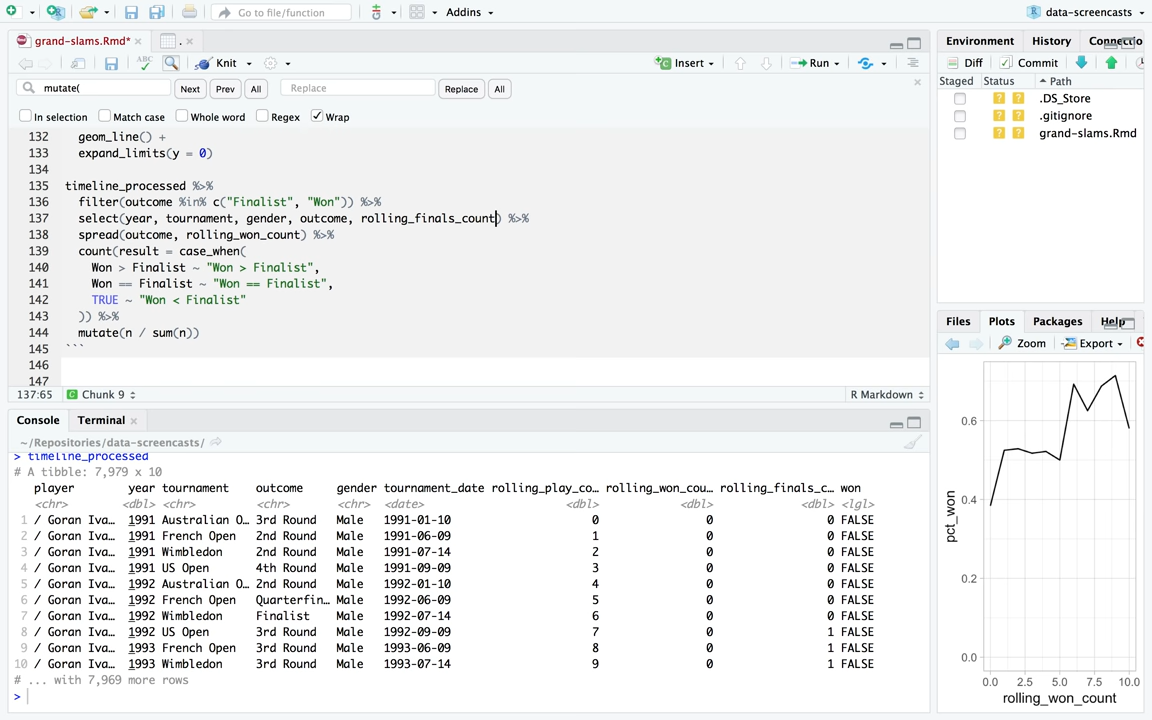 Go to file/function
Addins
data-screencasts
grand-slams.Rmd*
.
Environment
History
Connectio
ABC
Knit
Insert
Run
Diff
Commit
mutate(
Next
Prev
All
Replace
Replace
All
In selection
Match case
Whole word
Regex
Wrap
Staged
Status
Path
.DS_Store
.gitignore
grand-slams.Rmd
132 geom_line() +
133 expand_limits(y = 0)
134
135 timeline_processed %>%
136 filter(outcome %in% c("Finalist", "Won")) %>%
137 select(year, tournament, gender, outcome, rolling_finals_count) %>%
138 spread(outcome, rolling_won_count) %>%
139 count(result = case_when(
140 Won > Finalist ~ "Won > Finalist",
141 Won == Finalist ~ "Won == Finalist",
142 TRUE ~ "Won < Finalist"
143 )) %>%
144 mutate(n / sum(n))
145 ```
146
147
137:65
Chunk 9
R Markdown
Files
Plots
Packages
Help
Zoom
Export
Console
Terminal
~/Repositories/data-screencasts/
> timeline_processed
# A tibble: 7,979 x 10
player year tournament outcome gender tournament_date rolling_play_co… rolling_won_cou… rolling_finals_c… won
<chr> <dbl> <chr> <chr> <chr> <date> <dbl> <dbl> <dbl> <lgl>
1 / Goran Iva… 1991 Australian O… 3rd Round Male 1991-01-10 0 0 0 FALSE
2 / Goran Iva… 1991 French Open 2nd Round Male 1991-06-09 1 0 0 FALSE
3 / Goran Iva… 1991 Wimbledon 2nd Round Male 1991-07-14 2 0 0 FALSE
4 / Goran Iva… 1991 US Open 4th Round Male 1991-09-09 3 0 0 FALSE
5 / Goran Iva… 1992 Australian O… 2nd Round Male 1992-01-10 4 0 0 FALSE
6 / Goran Iva… 1992 French Open Quarterfin… Male 1992-06-09 5 0 0 FALSE
7 / Goran Iva… 1992 Wimbledon Finalist Male 1992-07-14 6 0 0 FALSE
8 / Goran Iva… 1992 US Open 3rd Round Male 1992-09-09 7 0 1 FALSE
9 / Goran Iva… 1993 French Open 3rd Round Male 1993-06-09 8 0 1 FALSE
10 / Goran Iva… 1993 Wimbledon 3rd Round Male 1993-07-14 9 0 1 FALSE
# ... with 7,969 more rows
>
pct_won
0.6
0.4
0.2
0.0
0.0 2.5 5.0 7.5 10.0
rolling_won_count